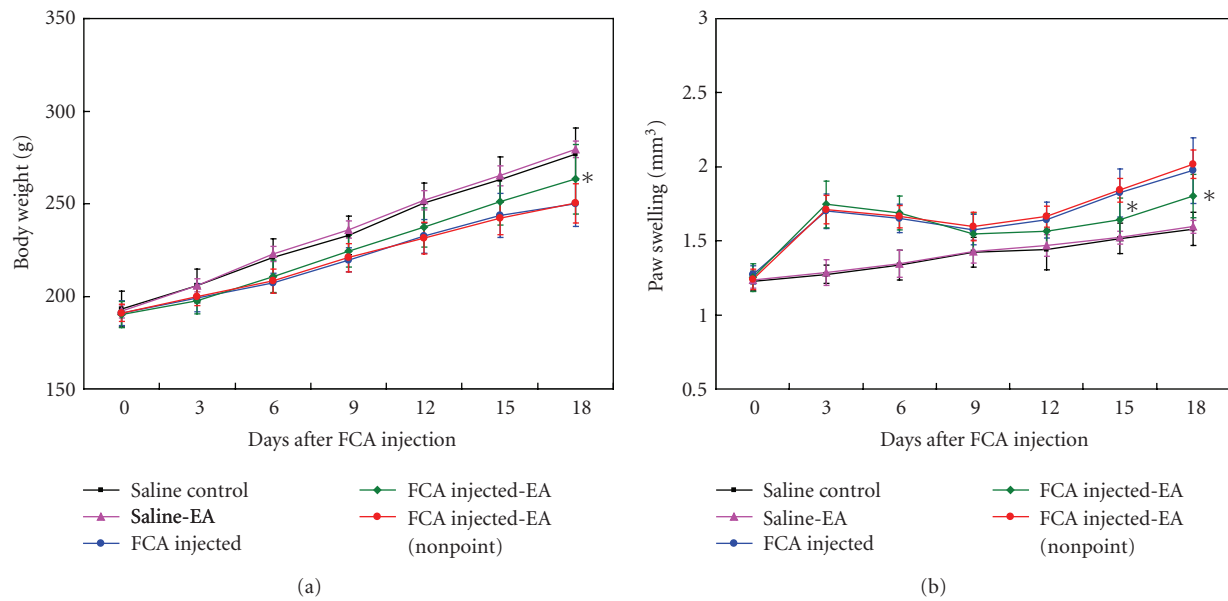 350
300
250
200
150
Body weight (g)
0 3 6 9 12 15 18
Days after FCA injection
*
Saline control
Saline-EA
FCA injected
FCA injected-EA
FCA injected-EA
(nonpoint)
(a)
3
2.5
2
1.5
1
0.5
Paw swelling (mm³)
0 3 6 9 12 15 18
Days after FCA injection
*
*
Saline control
Saline-EA
FCA injected
FCA injected-EA
FCA injected-EA
(nonpoint)
(b)